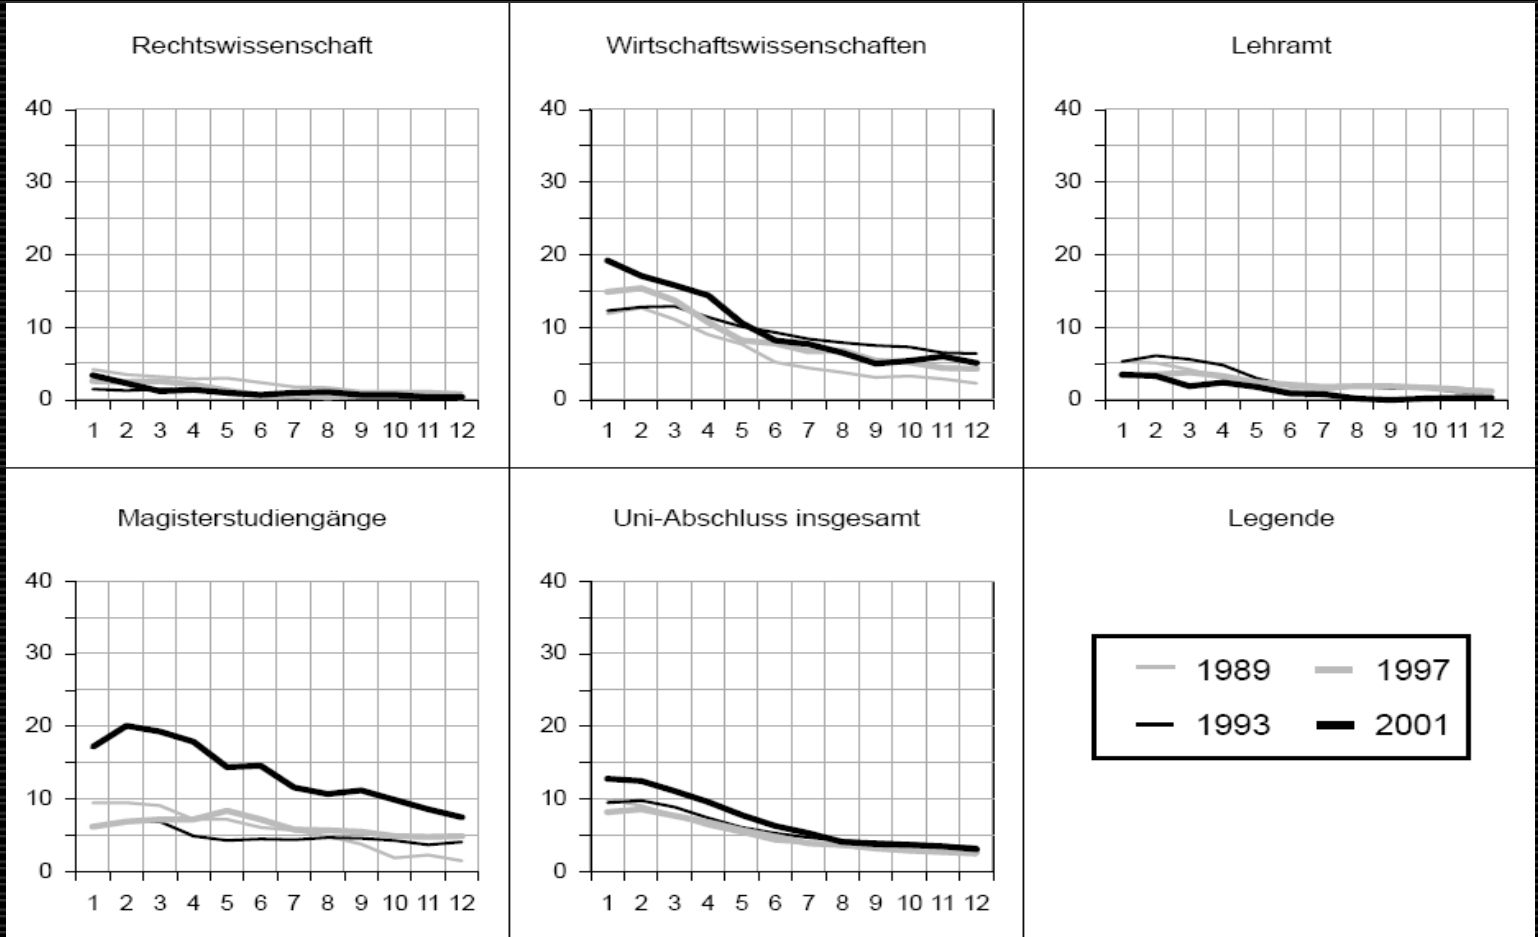 Rechtswissenschaft
40
30
20
10
0
1 2 3 4 5 6 7 8 9 10 11 12
Wirtschaftswissenschaften
40
30
20
10
0
1 2 3 4 5 6 7 8 9 10 11 12
Lehramt
40
30
20
10
0
1 2 3 4 5 6 7 8 9 10 11 12
Magisterstudiengänge
40
30
20
10
0
1 2 3 4 5 6 7 8 9 10 11 12
Uni-Abschluss insgesamt
40
30
20
10
0
1 2 3 4 5 6 7 8 9 10 11 12
Legende
1989 1997
1993 2001